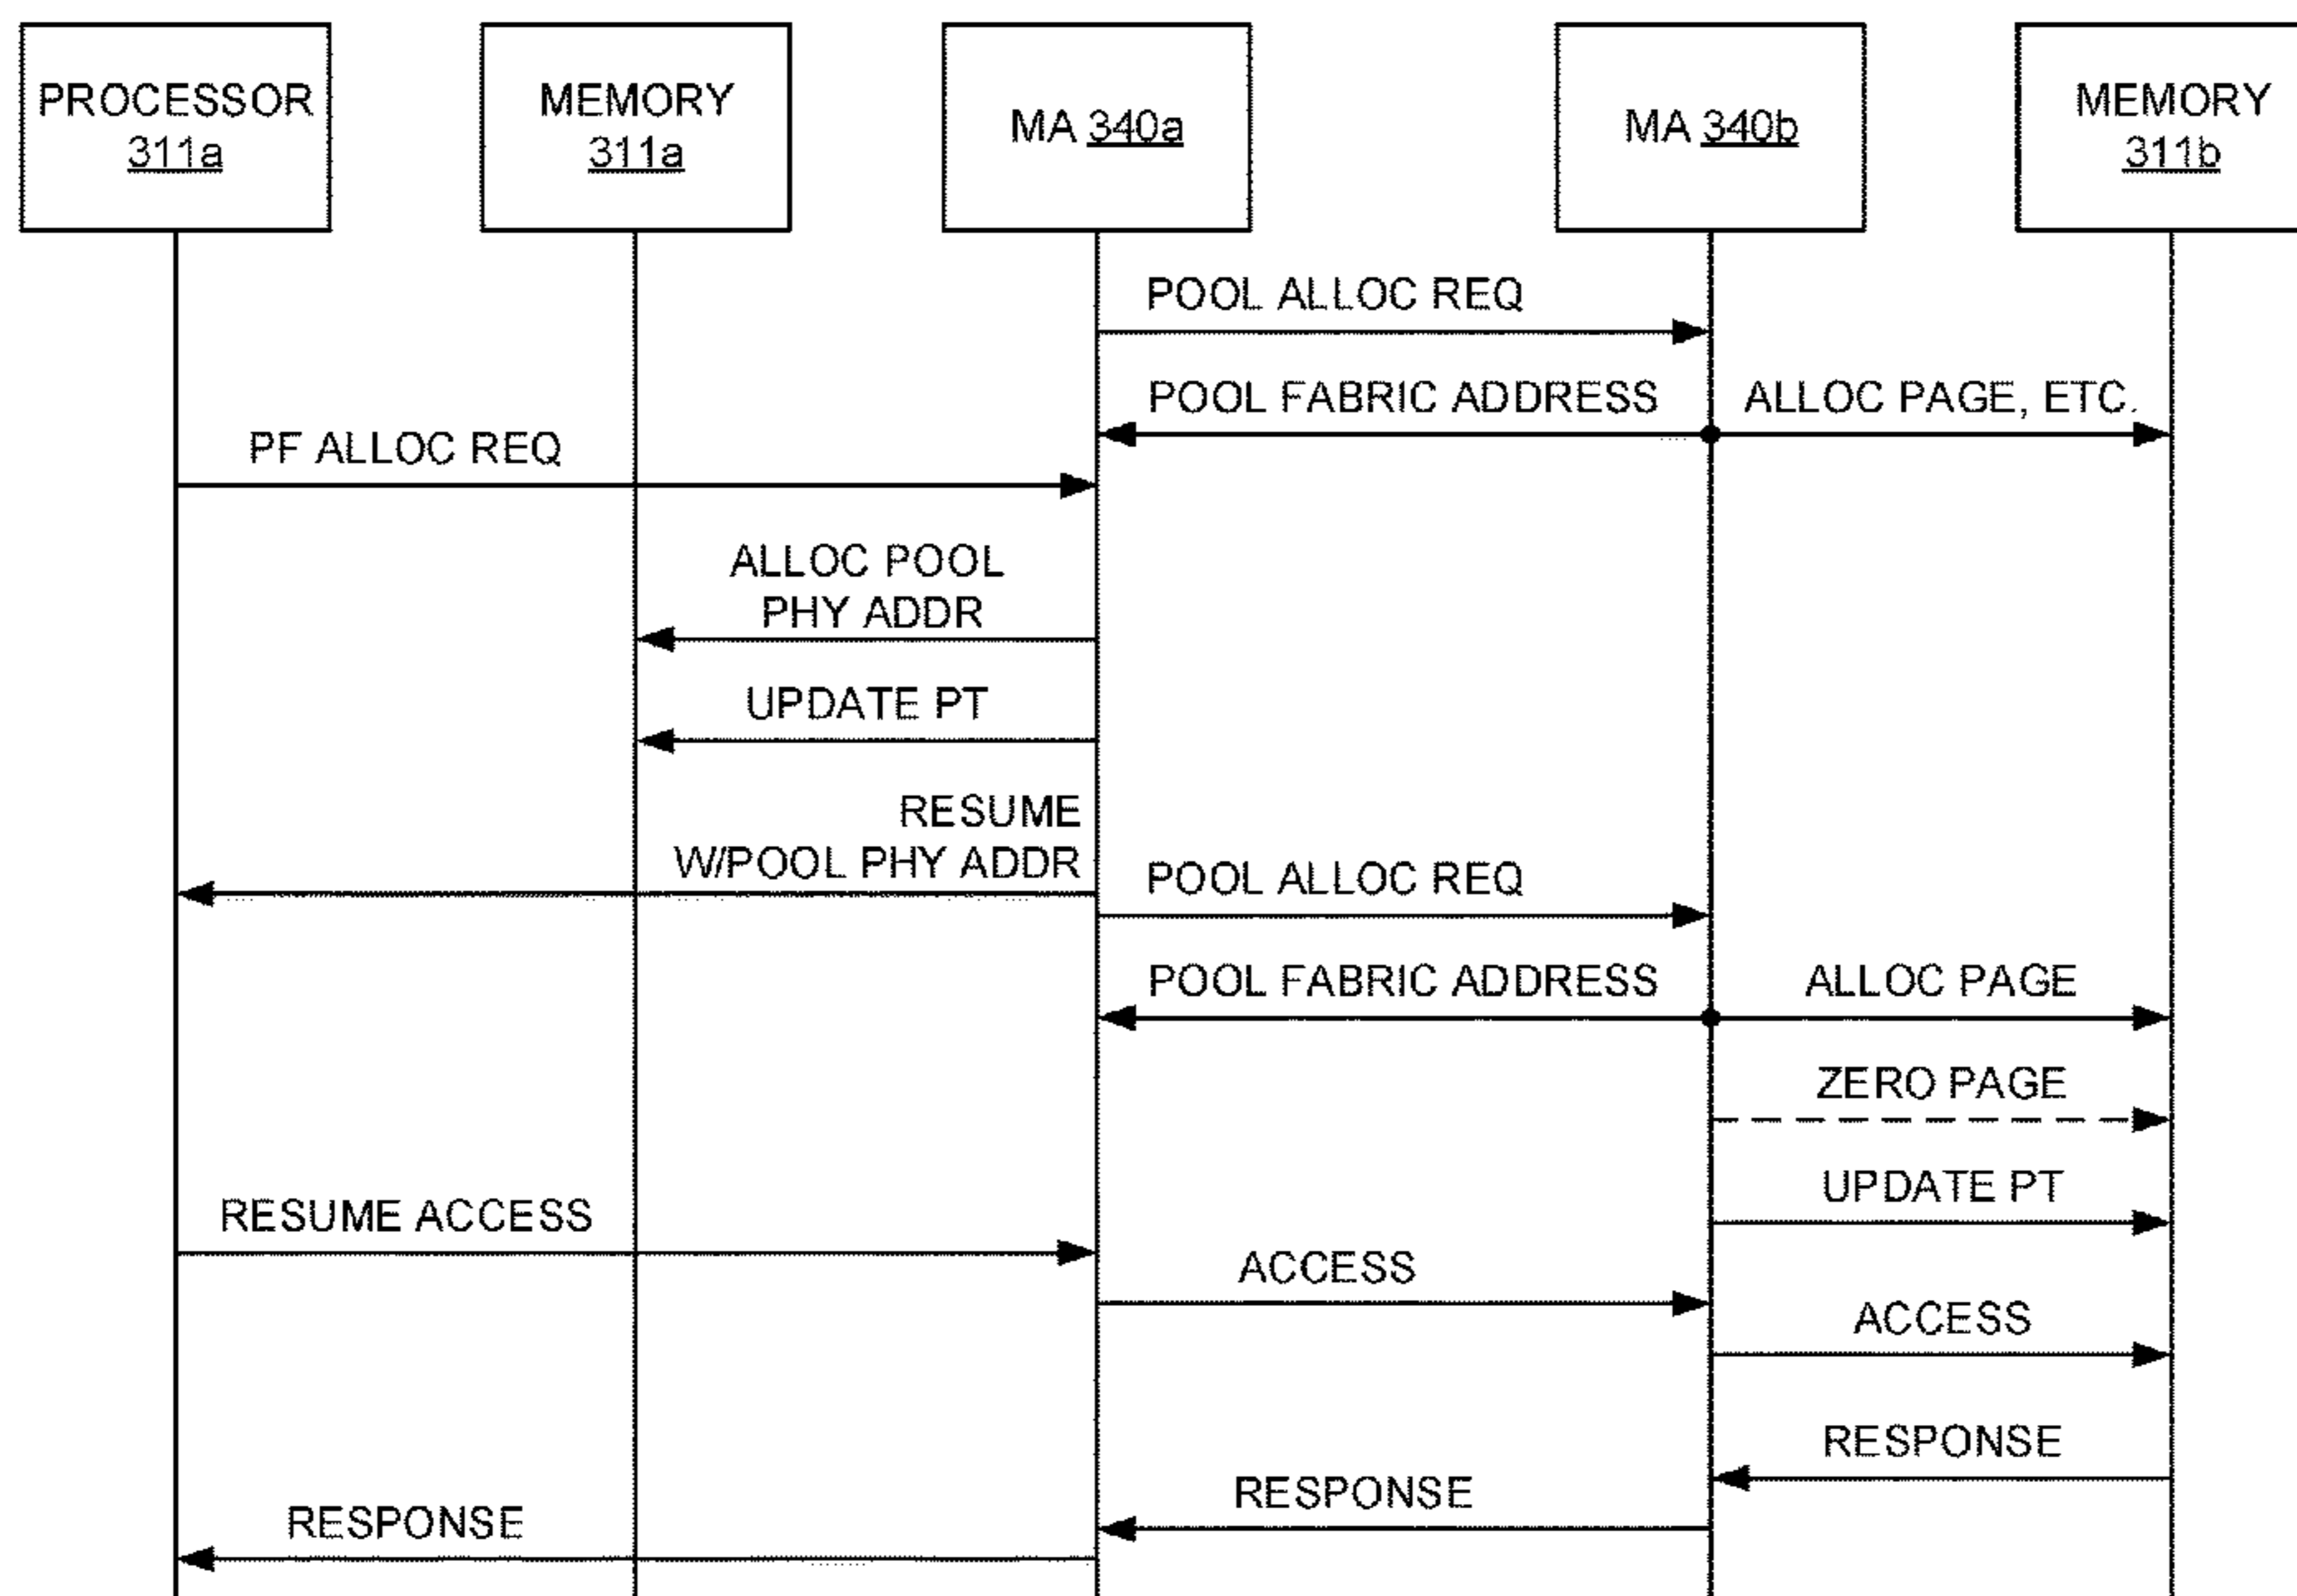 PROCESSOR
311a
MEMORY
311a
MA 340a
MA 340b
MEMORY
311b
POOL ALLOC REQ
POOL FABRIC ADDRESS
ALLOC PAGE, ETC.
PF ALLOC REQ
ALLOC POOL
PHY ADDR
UPDATE PT
RESUME
W/POOL PHY ADDR
POOL ALLOC REQ
POOL FABRIC ADDRESS
ALLOC PAGE
ZERO PAGE
UPDATE PT
RESUME ACCESS
ACCESS
ACCESS
RESPONSE
RESPONSE
RESPONSE